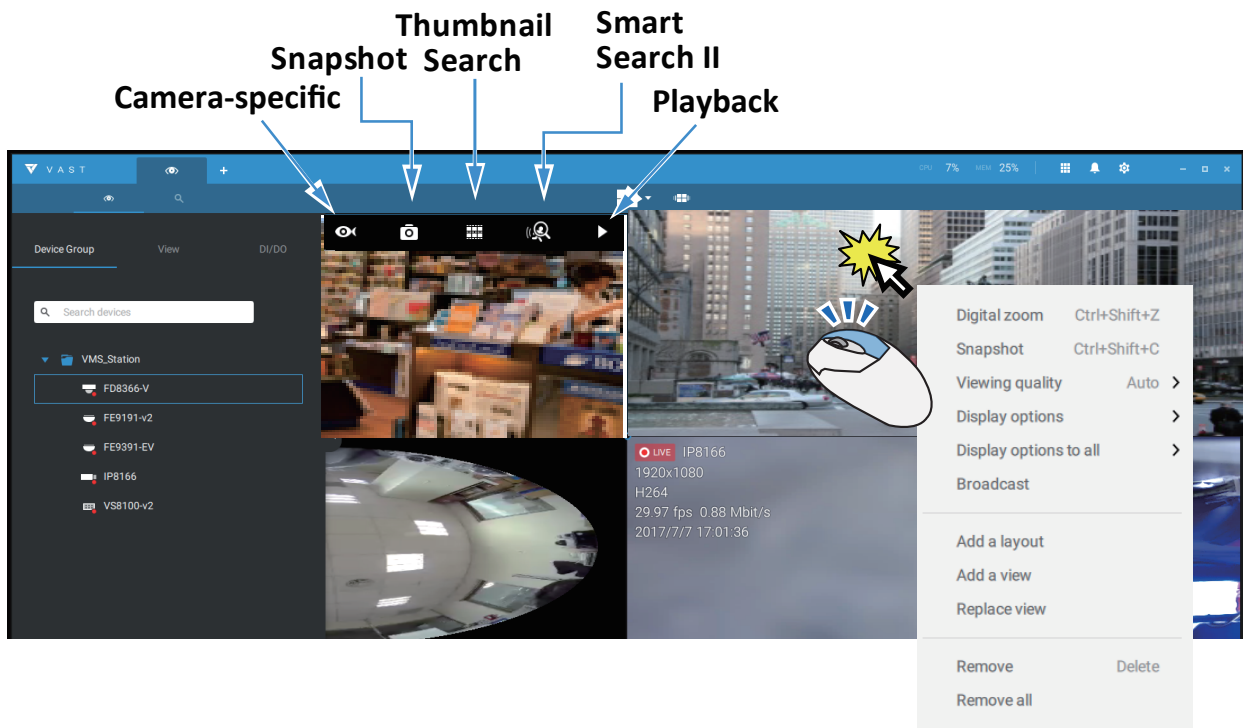 Thumbnail
Search
Smart
Search II
Snapshot
Camera-specific
Playback
VAST
+
CPU 7% MEM 25%
Device Group View DI/DO
Search devices
VMS_Station
FD8366-V
FE9191-v2
FE9391-EV
IP8166
VS8100-v2
LIVE IP8166
1920x1080
H264
29.97 fps 0.88 Mbit/s
2017/7/7 17:01:36
Digital zoom Ctrl+Shift+Z
Snapshot Ctrl+Shift+C
Viewing quality Auto
Display options
Display options to all
Broadcast
Add a layout
Add a view
Replace view
Remove Delete
Remove all